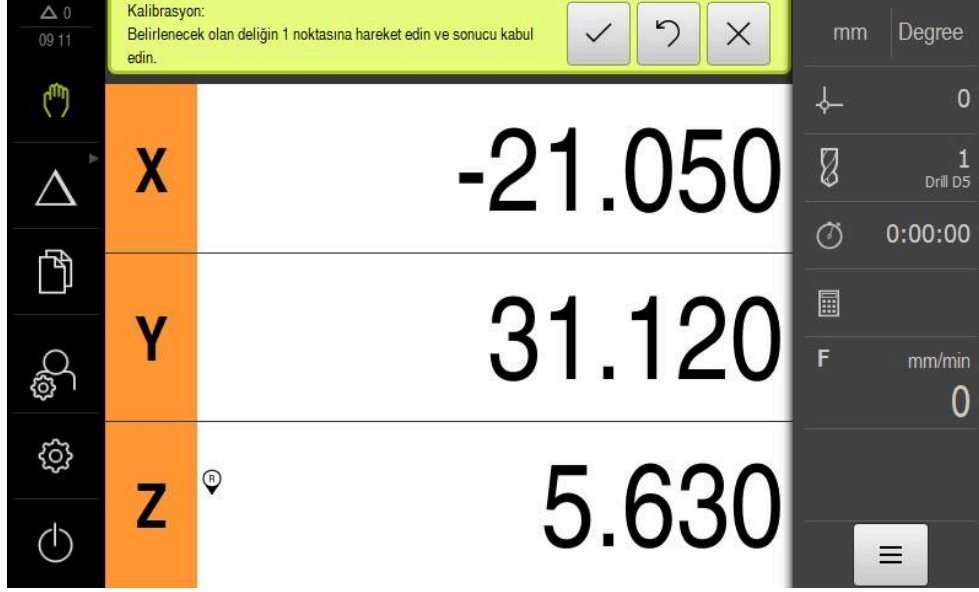 0
09 11
Kalibrasyon:
Belirlenecek olan deliğin 1 noktasına hareket edin ve sonucu kabul
edin.
mm Degree
0
1
Drill D5
0:00:00
F mm/min
0
X -21.050
Y 31.120
Z R 5.630